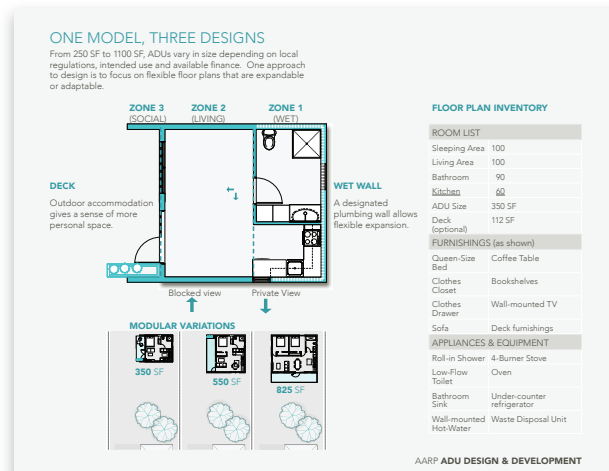 ONE MODEL, THREE DESIGNS
From 250 SF to 1100 SF, ADUs vary in size depending on local
regulations, intended use and available finance. One approach
to design is to focus on flexible floor plans that are expandable
or adaptable.
ZONE 3
(SOCIAL)
ZONE 2
(LIVING)
ZONE 1
(WET)
DECK
Outdoor accommodation
gives a sense of more
personal space.
WET WALL
A designated
plumbing wall allows
flexible expansion.
Blocked view
Private View
MODULAR VARIATIONS
350 SF
550 SF
825 SF
FLOOR PLAN INVENTORY
ROOM LIST
Sleeping Area 100
Living Area 100
Bathroom 90
Kitchen 60
ADU Size 350 SF
Deck 112 SF
(optional)
FURNISHINGS (as shown)
Queen-Size Coffee Table
Bed
Clothes Bookshelves
Closet
Clothes Wall-mounted TV
Drawer
Sofa Deck furnishings
APPLIANCES & EQUIPMENT
Roll-in Shower 4-Burner Stove
Low-Flow Oven
Toilet
Bathroom Under-counter
Sink refrigerator
Wall-mounted Waste Disposal Unit
Hot-Water
AARP ADU DESIGN & DEVELOPMENT